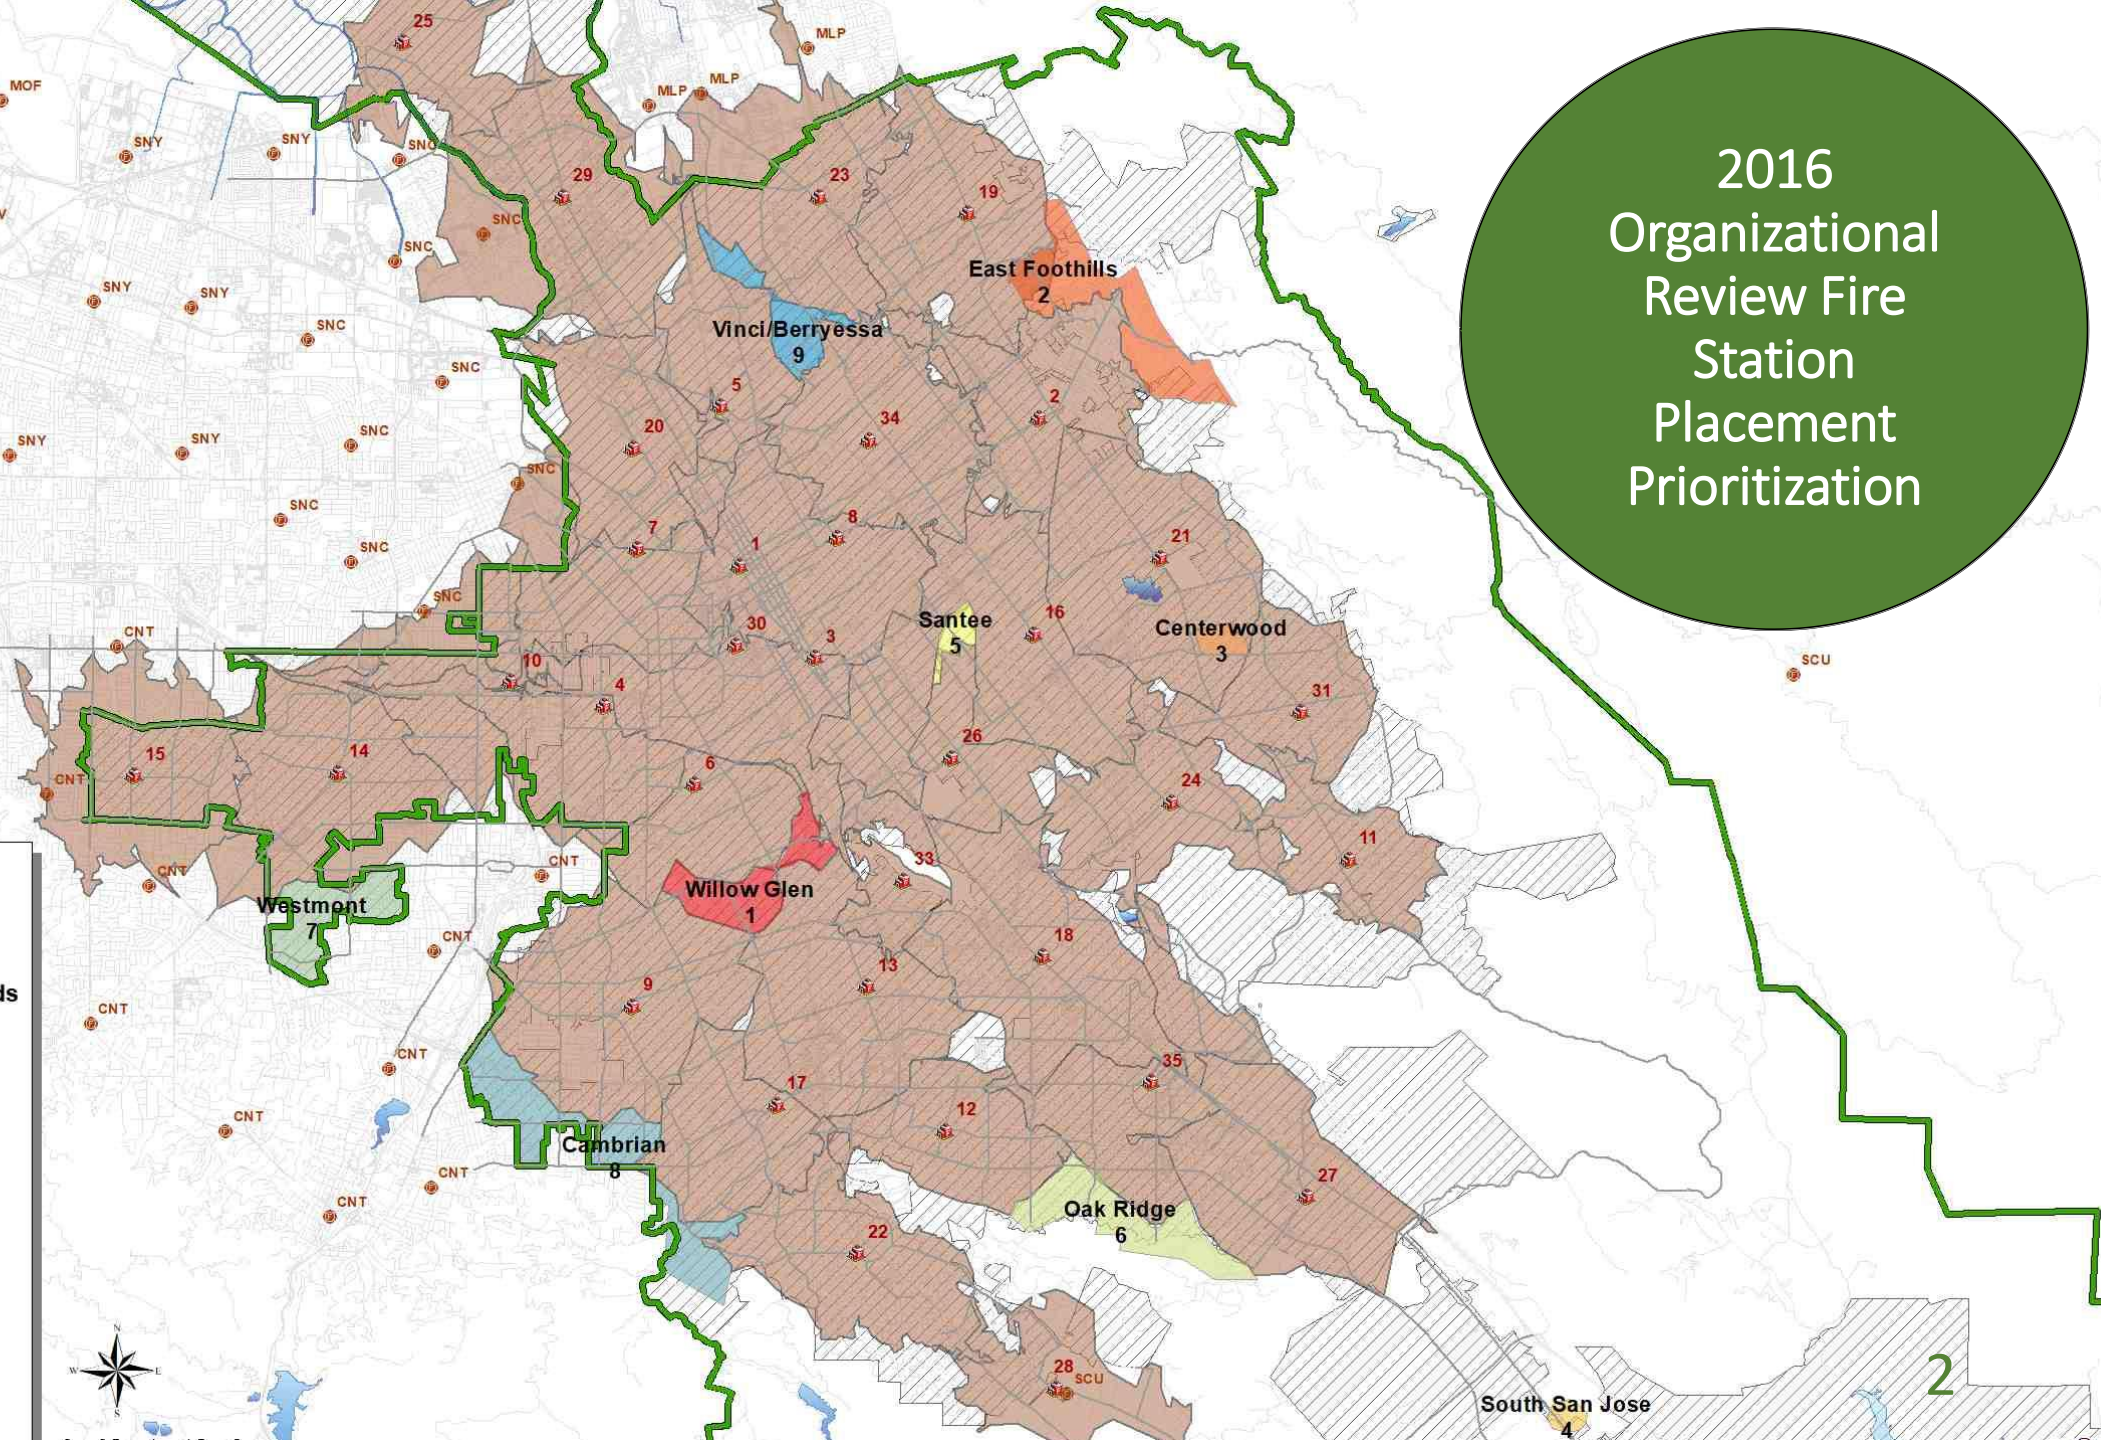 25
MLP
MOF
MLP
MLP
SNY
SNY
SNC
29
23
19
SNC
SNC
East Foothills
2
SNY
SNY
SNC
Vinci/Berryessa
9
SNC
5
2
34
20
SNY
SNY
SNC
SNC
SNC
7
8
1
21
SNC
SNC
Santee
5
16
30
3
Centerwood
3
CNT
10
4
31
SCU
15
14
26
6
CNT
24
11
33
CNT
CNT
Willow Glen
1
Westmont
7
CNT
18
13
9
ds
CNT
CNT
35
17
12
CNT
Cambrian
8
CNT
27
CNT
Oak Ridge
6
22
28
SCU
South San Jose
4
N
W
E
S
2016
Organizational
Review Fire
Station
Placement
Prioritization
2